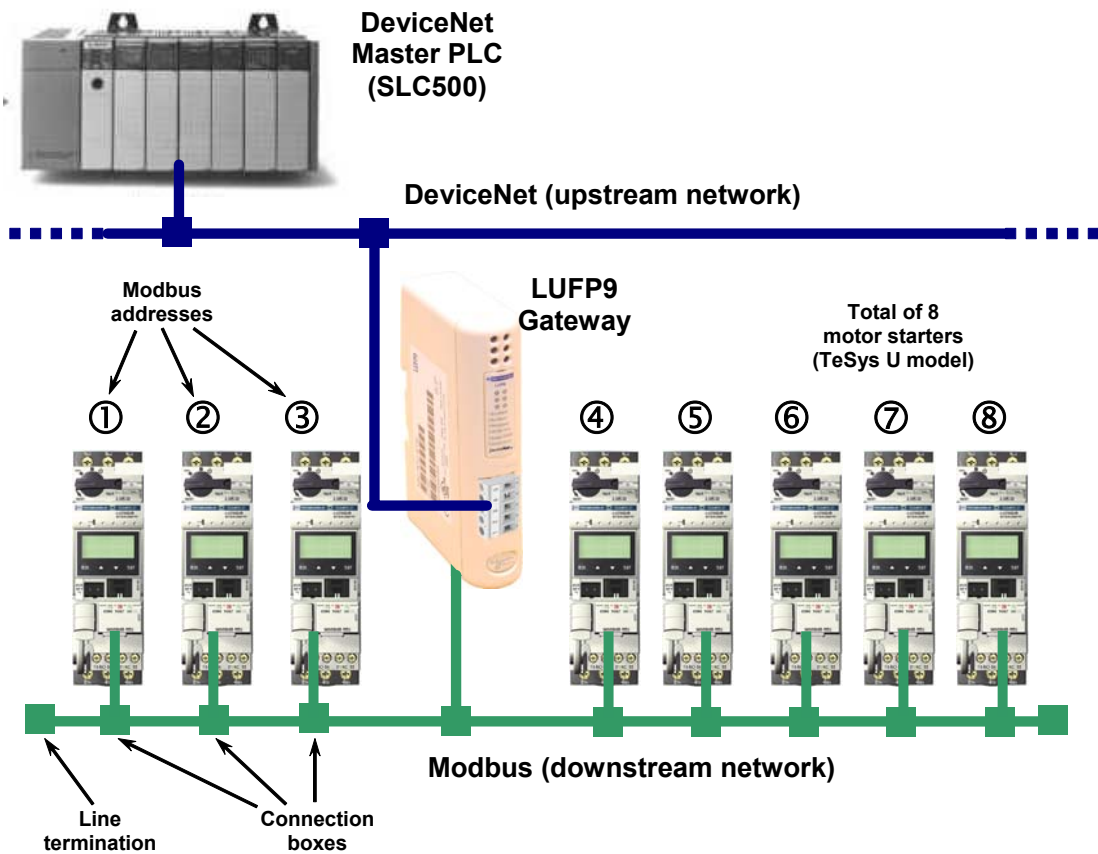 DeviceNet
Master PLC
(SLC500)
DeviceNet (upstream network)
Modbus
addresses
LUFP9
Gateway
Total of 8
motor starters
(TeSys U model)
① ② ③ ④ ⑤ ⑥ ⑦ ⑧
Modbus (downstream network)
Line
termination
Connection
boxes